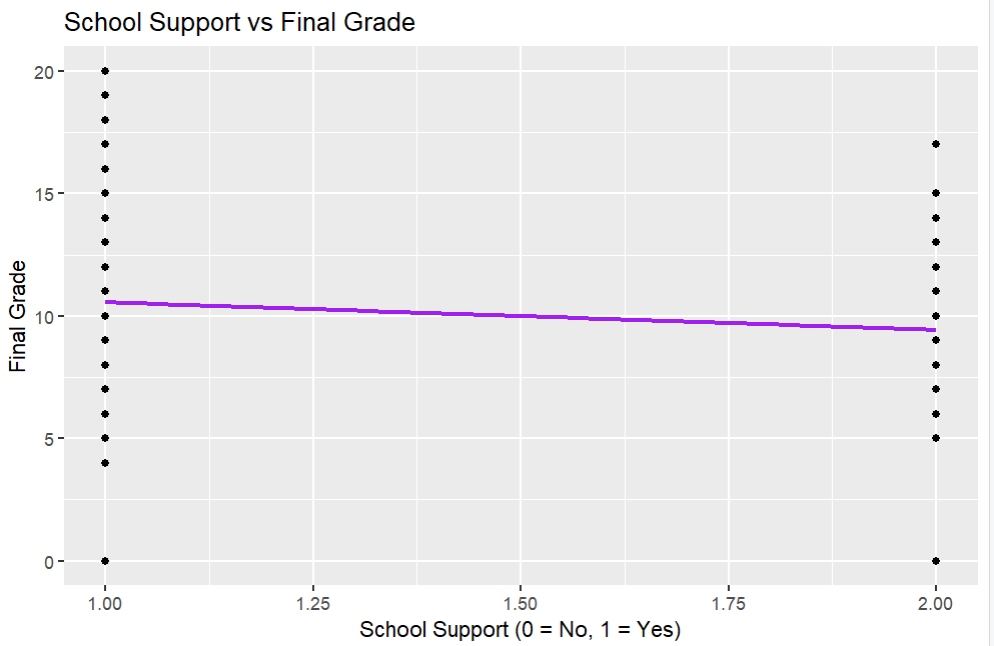 School Support vs Final Grade
Final Grade
20
15
10
5
0
1.00 1.25 1.50 1.75 2.00
School Support (0 = No, 1 = Yes)